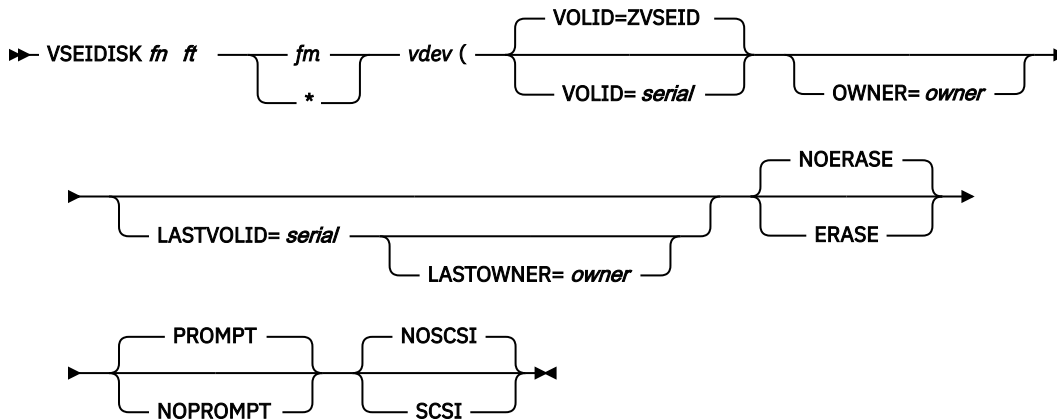 VOLID=ZVSEID
VSEIDISK fn ft fm vdev (
*
VOLID= serial
OWNER= owner
NOERASE
LASTVOLID= serial
ERASE
LASTOWNER= owner
PROMPT
NOSCSI
NOPROMPT
SCSI